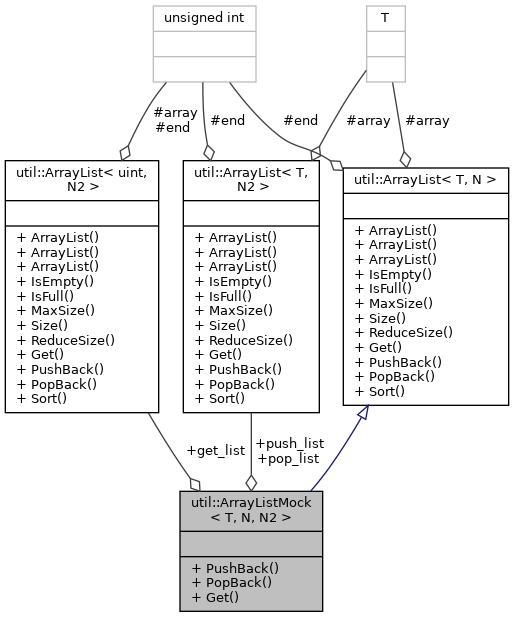 unsigned int
T
#array
#end
#end
#end
#array
#array
util::ArrayList< uint,
N2 >
+ ArrayList()
+ ArrayList()
+ ArrayList()
+ IsEmpty()
+ IsFull()
+ MaxSize()
+ Size()
+ ReduceSize()
+ Get()
+ PushBack()
+ PopBack()
+ Sort()
util::ArrayList< T,
N2 >
+ ArrayList()
+ ArrayList()
+ ArrayList()
+ IsEmpty()
+ IsFull()
+ MaxSize()
+ Size()
+ ReduceSize()
+ Get()
+ PushBack()
+ PopBack()
+ Sort()
util::ArrayList< T, N >
+ ArrayList()
+ ArrayList()
+ ArrayList()
+ IsEmpty()
+ IsFull()
+ MaxSize()
+ Size()
+ ReduceSize()
+ Get()
+ PushBack()
+ PopBack()
+ Sort()
+get_list
+push_list
+pop_list
util::ArrayListMock
< T, N, N2 >
+ PushBack()
+ PopBack()
+ Get()